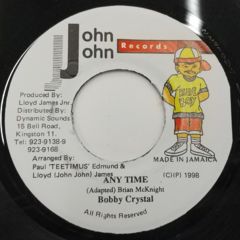 John
John
Records
RUDE BOY
Produced By:
Lloyd James Jnr.
Distributed By:
Dynamic Sounds
15 Bell Road,
Kingston 11.
Tel: 923-9138-9
923-9168
MADE IN JAMAICA
Arranged By:
Paul 'TEETIMUS' Edmund &
Lloyd (John John) James
(C)(P) 1998
ANY TIME
(Adapted) Brian McKnight
Bobby Crystal
All Rights Reserved